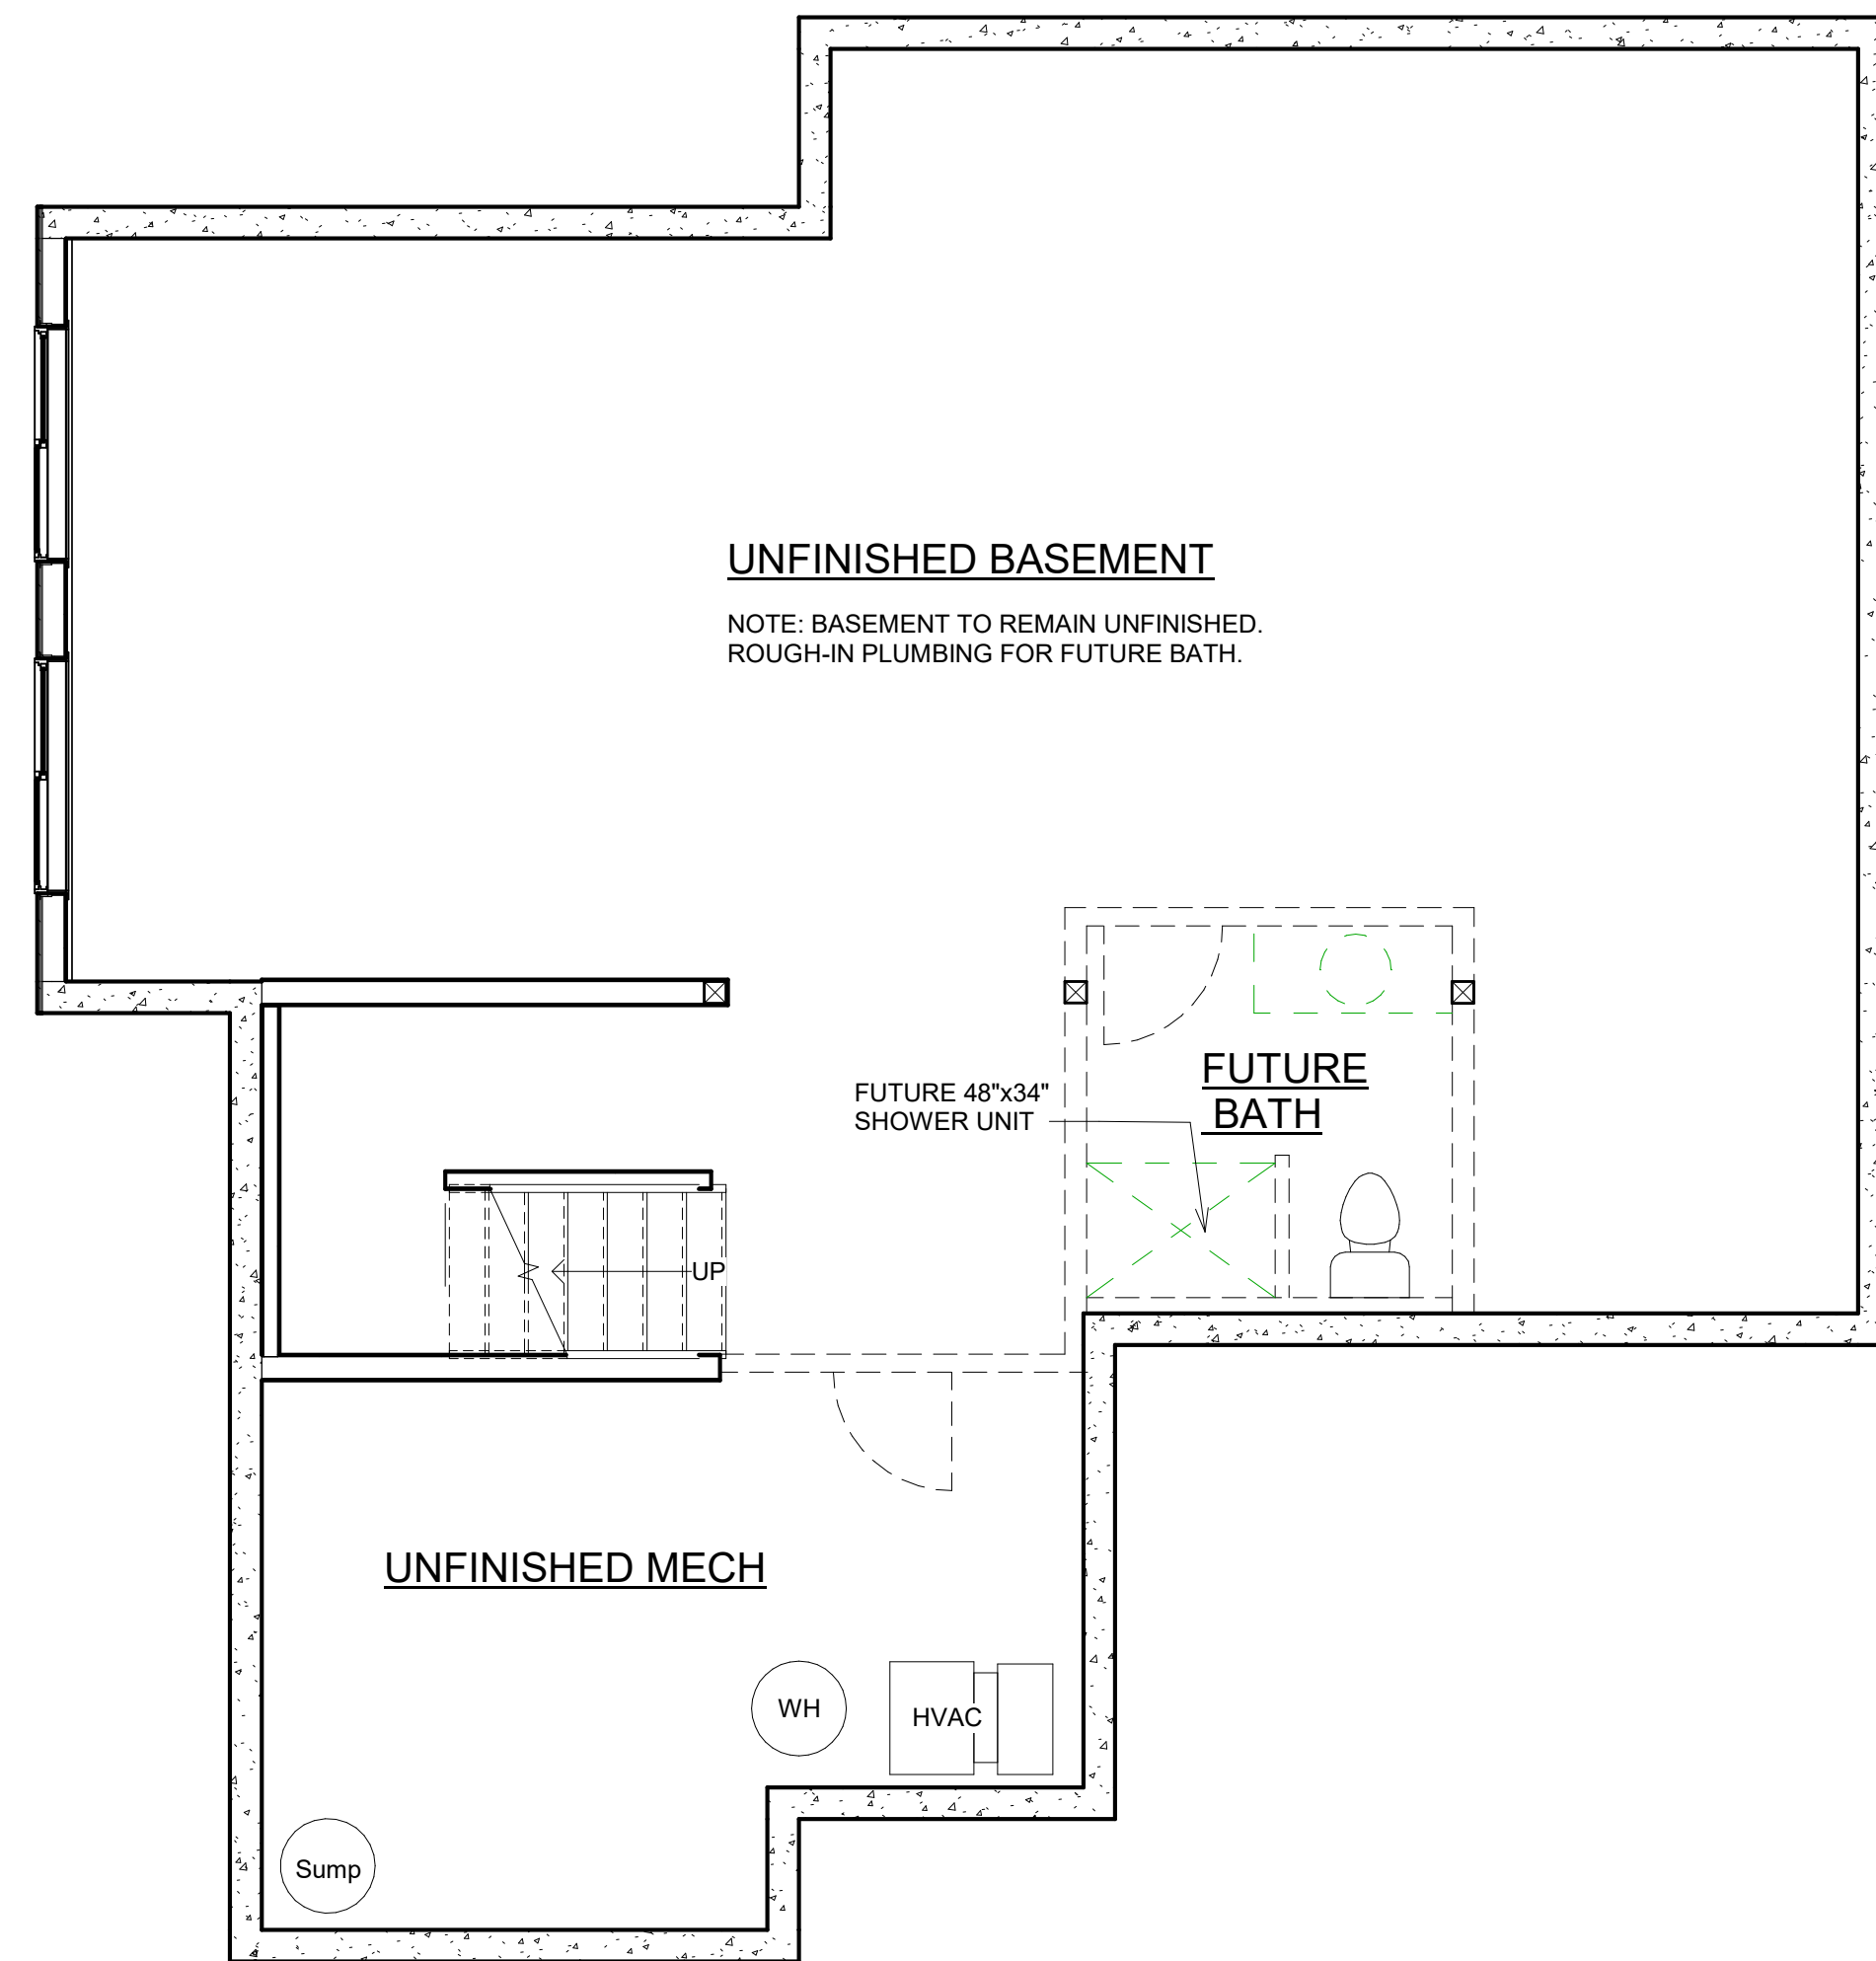 UNFINISHED BASEMENT
NOTE: BASEMENT TO REMAIN UNFINISHED.
ROUGH-IN PLUMBING FOR FUTURE BATH.
FUTURE
BATH
FUTURE 48"x34"
SHOWER UNIT
UP
UNFINISHED MECH
WH
HVAC
Sump